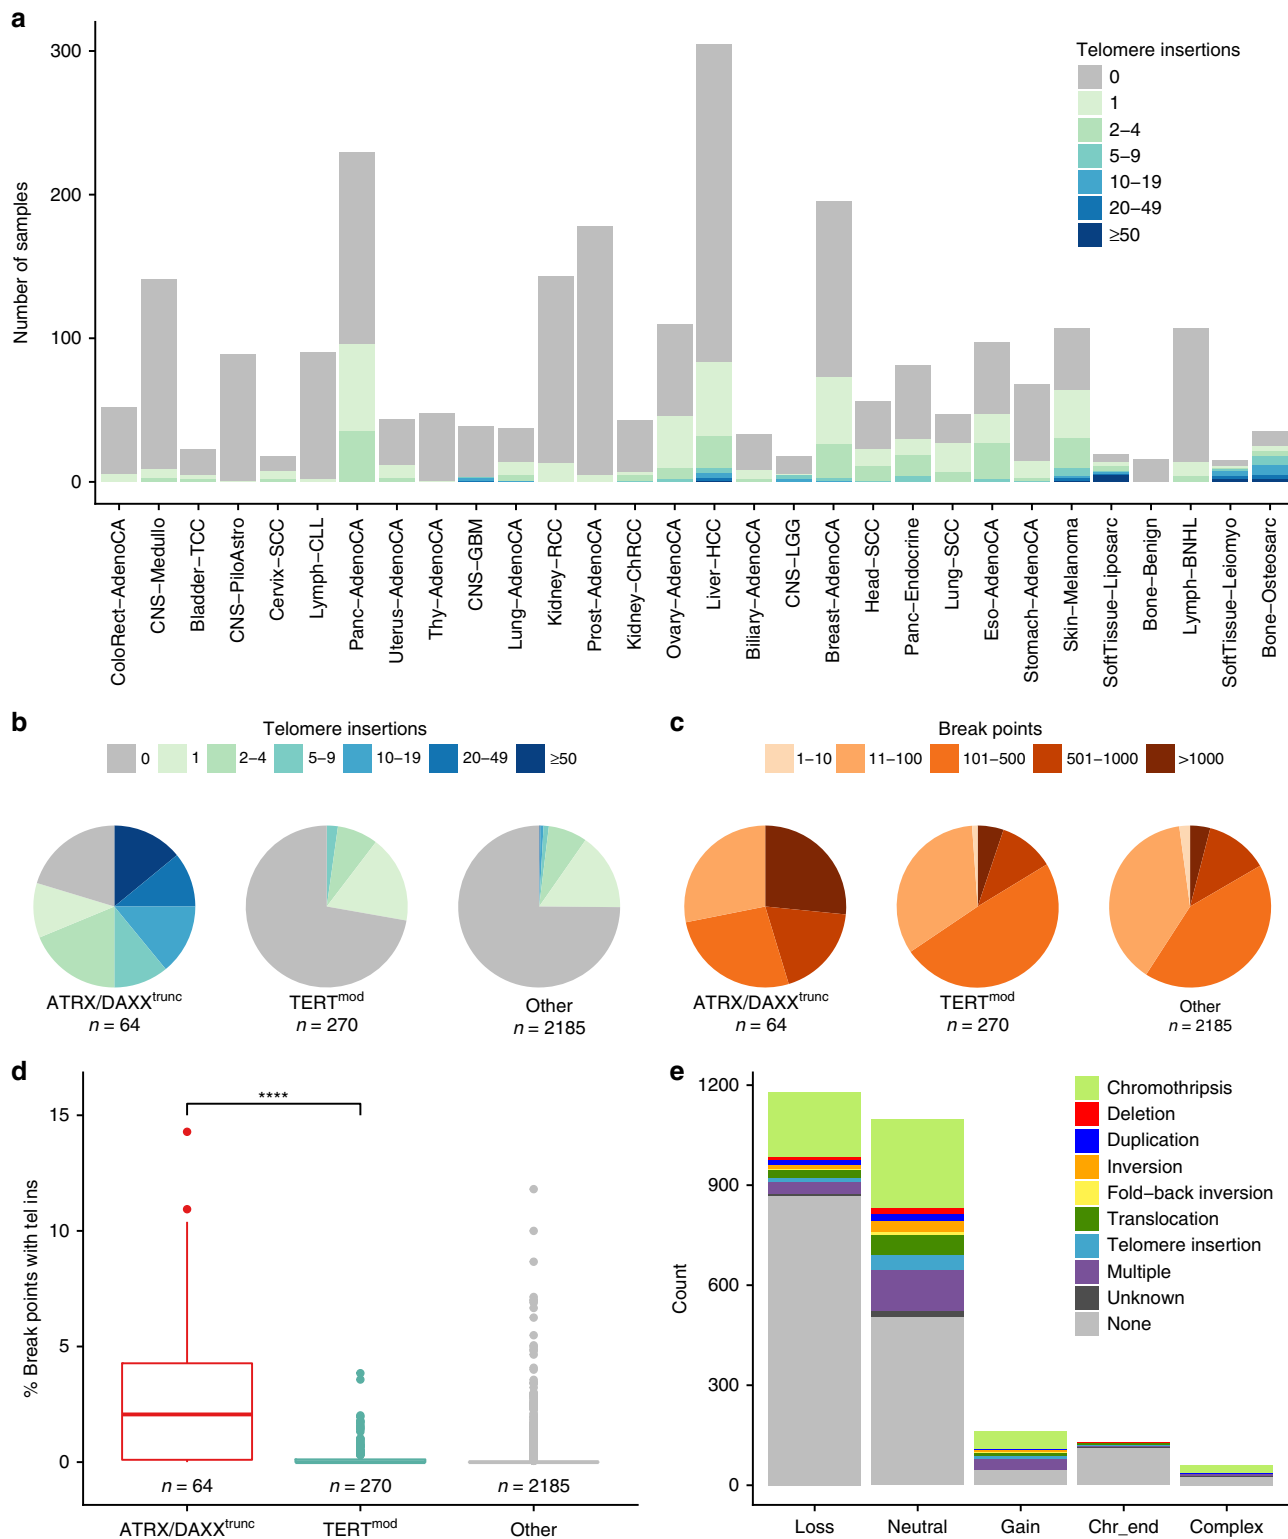 a
Number of samples
300
200
100
0
Telomere insertions
0
1
2–4
5–9
10–19
20–49
≥50
ColoRect–AdenoCA
CNS–Medullo
Bladder–TCC
CNS–PiloAstro
Cervix–SCC
Lymph–CLL
Panc–AdenoCA
Uterus–AdenoCA
Thy–AdenoCA
CNS–GBM
Lung–AdenoCA
Kidney–RCC
Prost–AdenoCA
Kidney–ChRCC
Ovary–AdenoCA
Liver–HCC
Biliary–AdenoCA
CNS–LGG
Breast–AdenoCA
Head–SCC
Panc–Endocrine
Lung–SCC
Eso–AdenoCA
Stomach–AdenoCA
Skin–Melanoma
SoftTissue–Liposarc
Bone–Benign
Lymph–BNHL
SoftTissue–Leiomyo
Bone–Osteosarc
b
Telomere insertions
0 1 2–4 5–9 10–19 20–49 ≥50
ATRX/DAXXtrunc
n = 64
TERTmod
n = 270
Other
n = 2185
c
Break points
1–10 11–100 101–500 501–1000 >1000
ATRX/DAXXtrunc
n = 64
TERTmod
n = 270
Other
n = 2185
d
% Break points with tel ins
15
10
5
0
****
n = 64
n = 270
n = 2185
ATRX/DAXXtrunc
TERTmod
Other
e
Count
1200
900
600
300
0
Chromothripsis
Deletion
Duplication
Inversion
Fold–back inversion
Translocation
Telomere insertion
Multiple
Unknown
None
Loss
Neutral
Gain
Chr_end
Complex